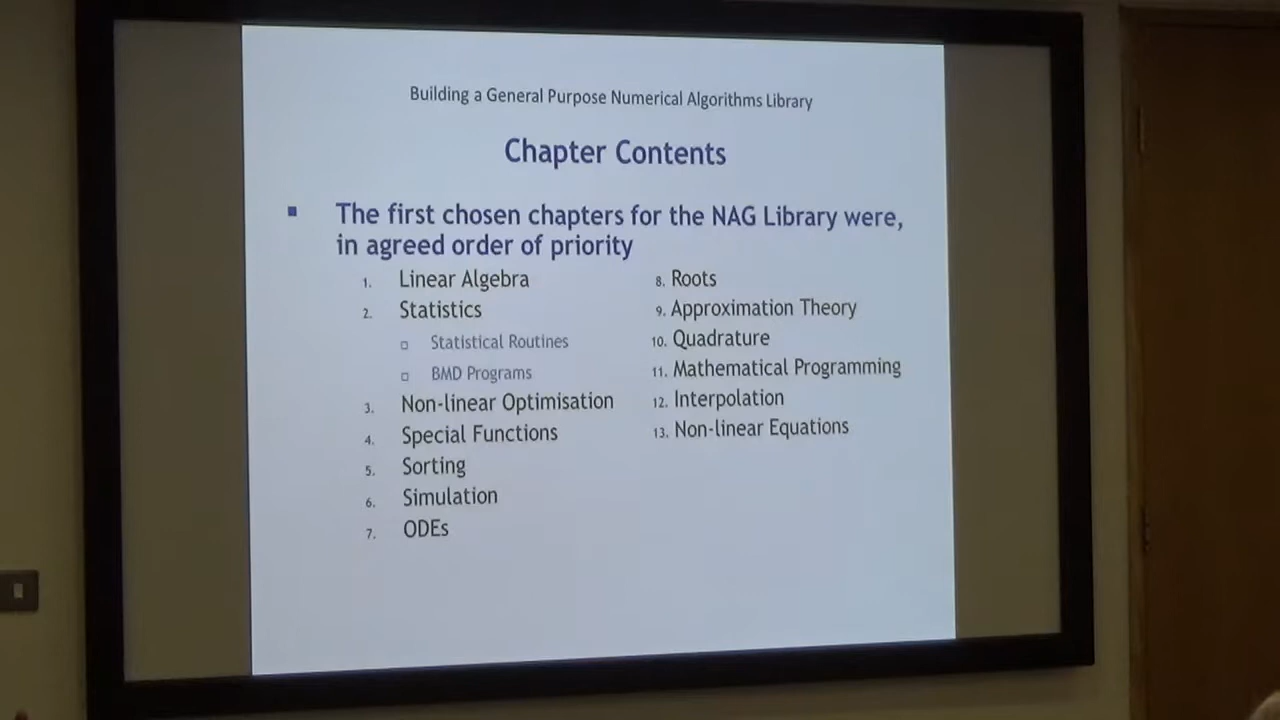 Building a General Purpose Numerical Algorithms Library
Chapter Contents
▪ The first chosen chapters for the NAG Library were,
in agreed order of priority
1. Linear Algebra
2. Statistics
▫ Statistical Routines
▫ BMD Programs
3. Non-linear Optimisation
4. Special Functions
5. Sorting
6. Simulation
7. ODEs
8. Roots
9. Approximation Theory
10. Quadrature
11. Mathematical Programming
12. Interpolation
13. Non-linear Equations